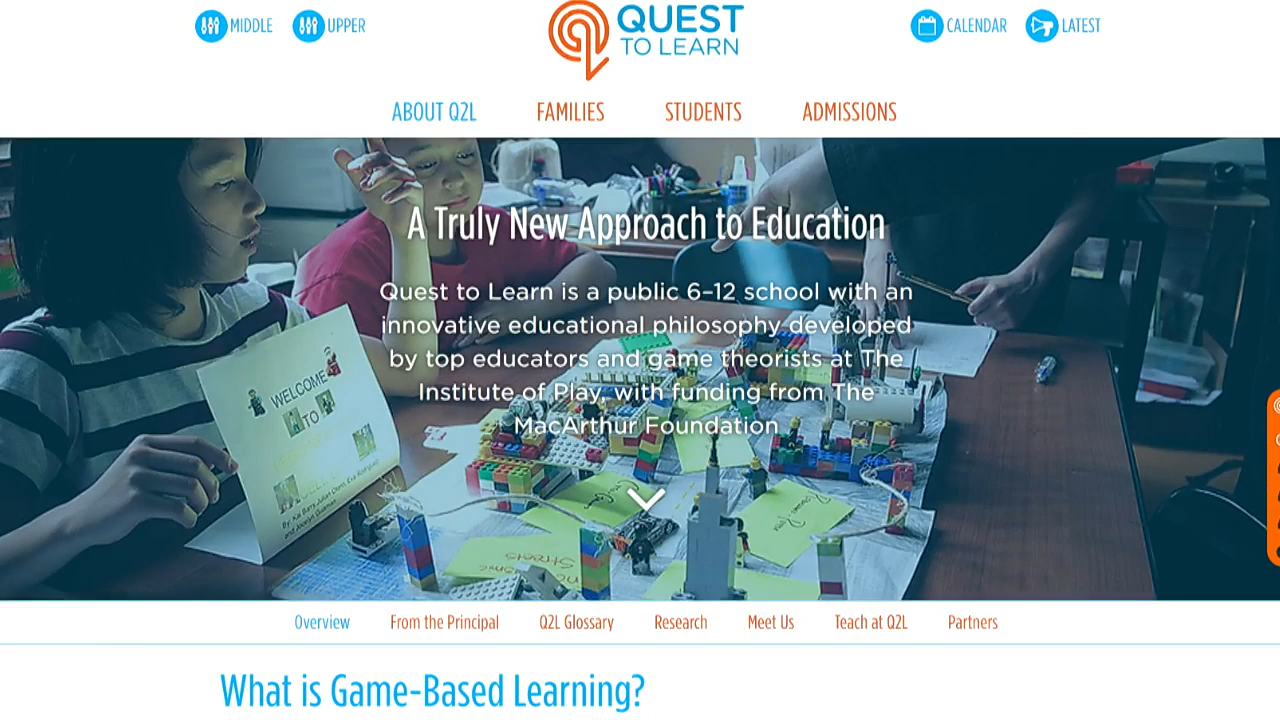 MIDDLE
UPPER
QUEST
TO LEARN
CALENDAR
LATEST
ABOUT Q2L
FAMILIES
STUDENTS
ADMISSIONS
A Truly New Approach to Education
Quest to Learn is a public 6–12 school with an
innovative educational philosophy developed
by top educators and game theorists at The
Institute of Play, with funding from The
MacArthur Foundation
WELCOME
TO
Overview
From the Principal
Q2L Glossary
Research
Meet Us
Teach at Q2L
Partners
What is Game-Based Learning?